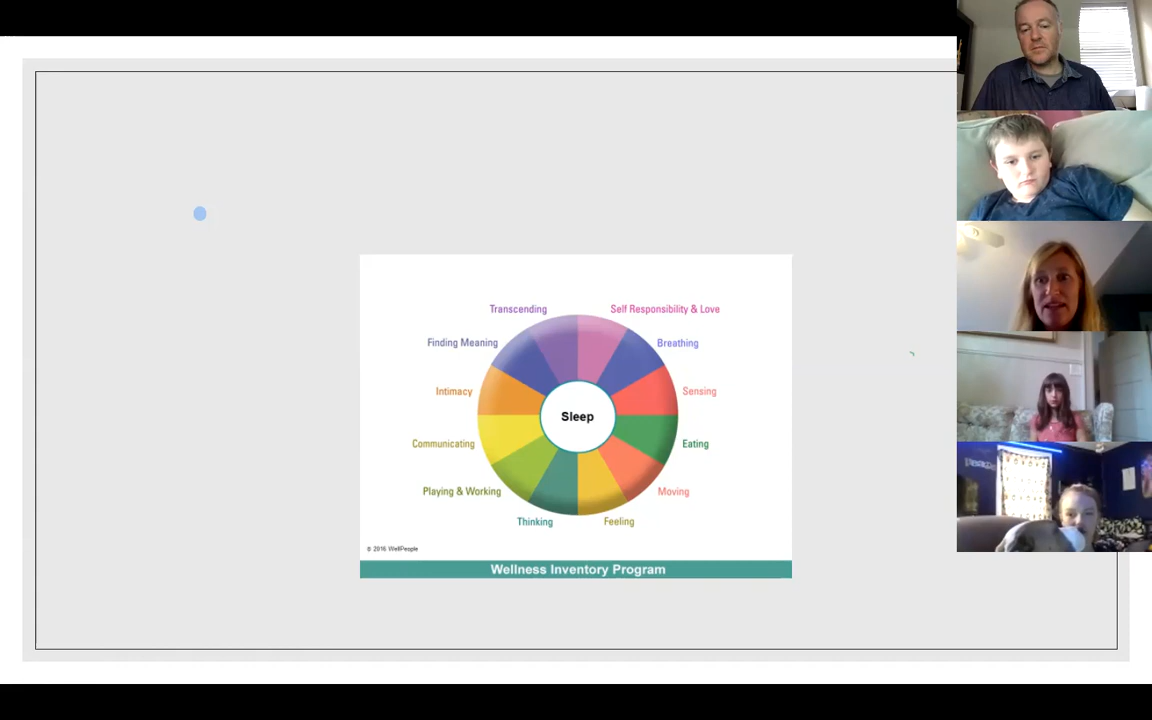 Transcending
Self Responsibility & Love
Finding Meaning
Breathing
Intimacy
Sensing
Sleep
Communicating
Eating
Playing & Working
Moving
Thinking
Feeling
© 2016 WellPeople
Wellness Inventory Program